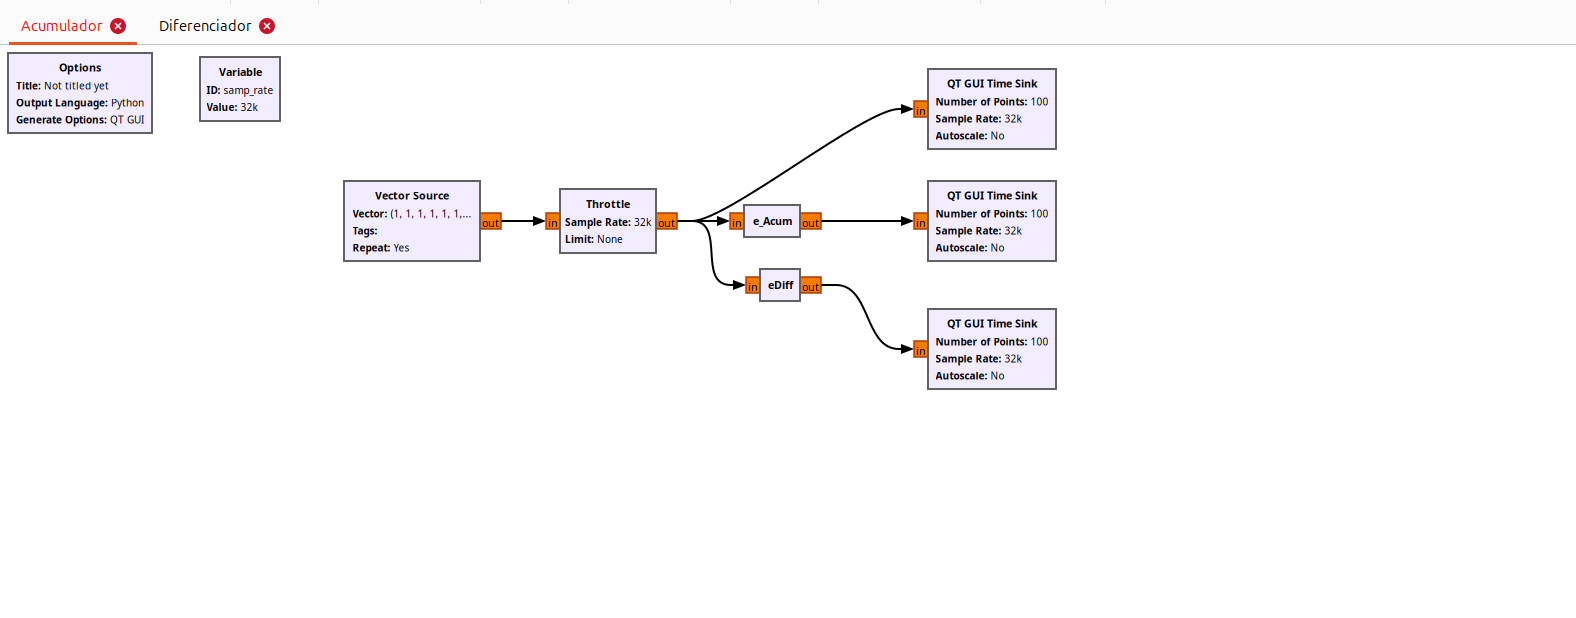 Acumulador
Diferenciador
Options
Title: Not titled yet
Output Language: Python
Generate Options: QT GUI
Variable
ID: samp_rate
Value: 32k
QT GUI Time Sink
Number of Points: 100
Sample Rate: 32k
Autoscale: No
in
Vector Source
Vector: (1, 1, 1, 1, 1, 1,...
Tags:
Repeat: Yes
out
in
Throttle
Sample Rate: 32k
Limit: None
out
in
e_Acum
out
in
QT GUI Time Sink
Number of Points: 100
Sample Rate: 32k
Autoscale: No
in
eDiff
out
in
QT GUI Time Sink
Number of Points: 100
Sample Rate: 32k
Autoscale: No